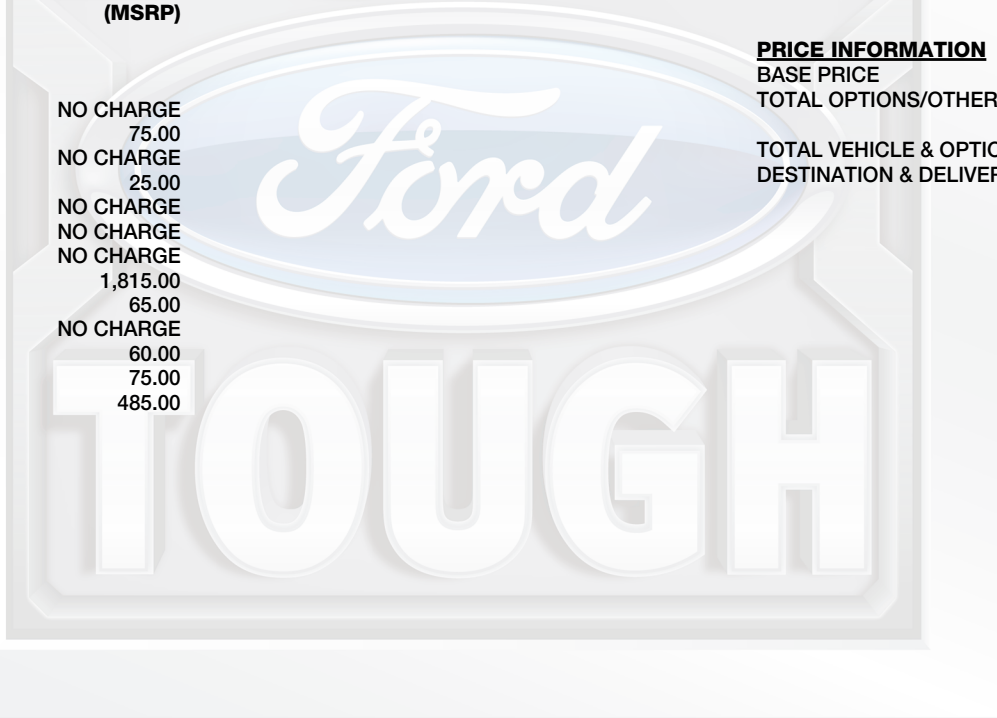 (MSRP)
NO CHARGE
75.00
NO CHARGE
25.00
NO CHARGE
NO CHARGE
NO CHARGE
1,815.00
65.00
NO CHARGE
60.00
75.00
485.00
PRICE INFORMATION
BASE PRICE
TOTAL OPTIONS/OTHER
TOTAL VEHICLE & OPTIO
DESTINATION & DELIVER
Ford
TOUGH